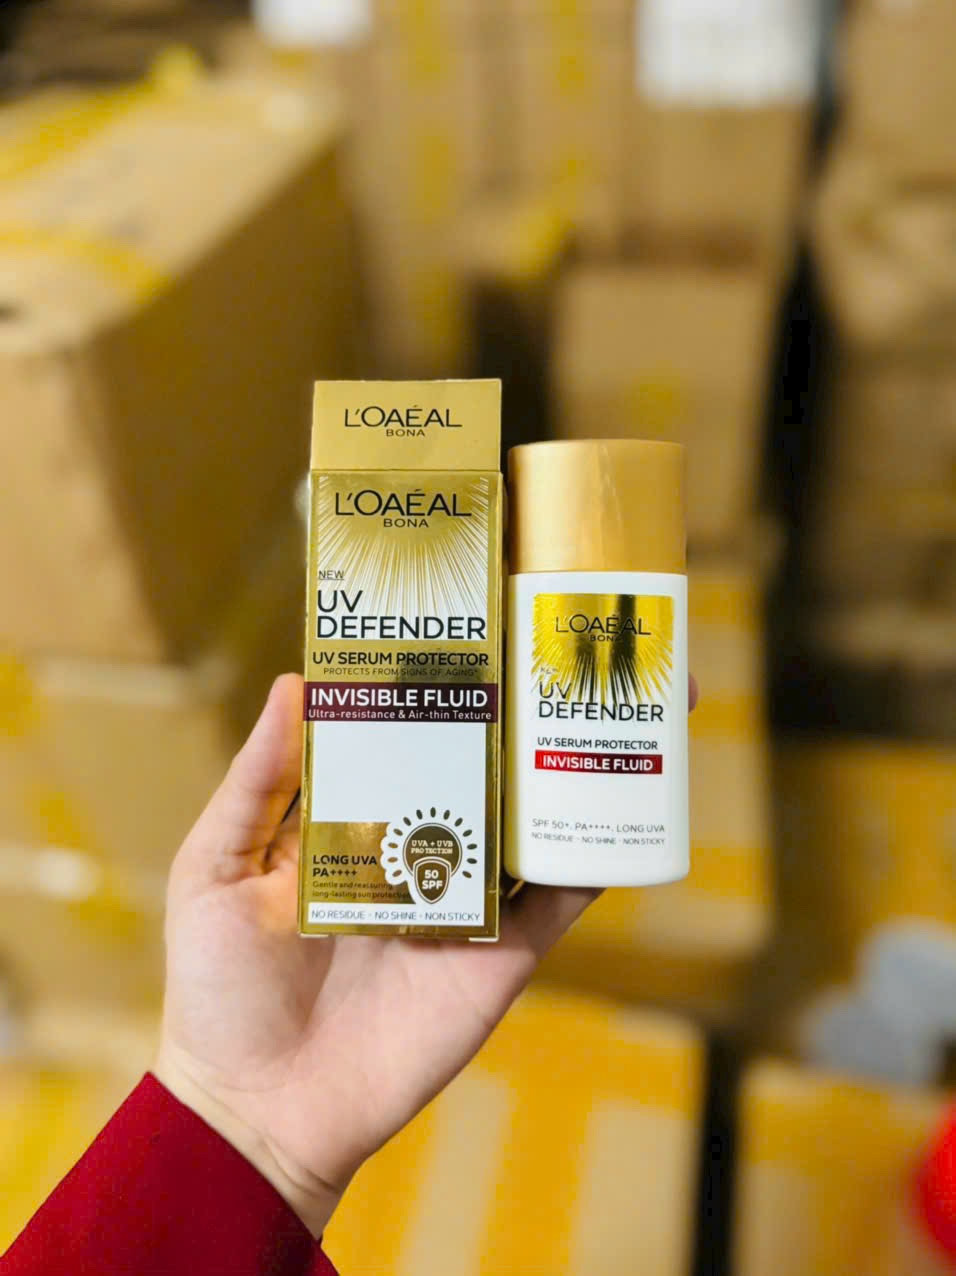 L'OAÉAL
BONA
L'OAÉAL
BONA
NEW
UV
DEFENDER
UV SERUM PROTECTOR
PROTECTS FROM SIGNS OF AGING*
INVISIBLE FLUID
Ultra-resistance & Air-thin Texture
UVA + UVB
PROTECTION
50
SPF
LONG UVA
PA++++
Gentle and reassuring
long-lasting sun
NO RESIDUE - NO SHINE - NON STICKY
L'OAÉAL
BONA
NEW
UV
DEFENDER
UV SERUM PROTECTOR
INVISIBLE FLUID
SPF 50+. PA++++. LONG UVA
NO RESIDUE - NO SHINE - NON STICKY